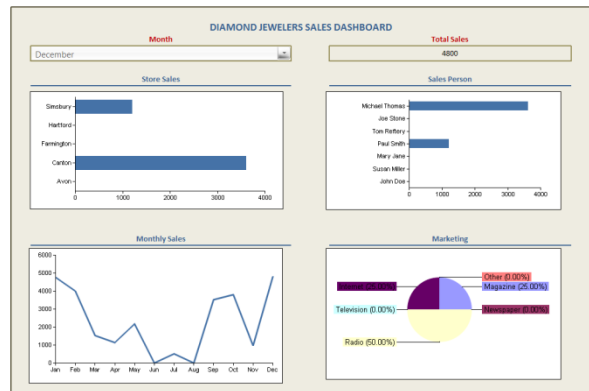 DIAMOND JEWELERS SALES DASHBOARD
Month
Total Sales
December
4800
Store Sales
Sales Person
Simsbury
Hartford
Farmington
Canton
Avon
0 1000 2000 3000 4000
Michael Thomas
Joe Stone
Tom Rettery
Paul Smith
Mary Jane
Susan Miller
John Doe
0 1000 2000 3000 4000
Monthly Sales
Marketing
6000
5000
4000
3000
2000
1000
0
Jan Feb Mar Apr May Jun Jul Aug Sep Oct Nov Dec
Other (0.00%)
Internet (25.00%)
Magazine (25.00%)
Television (0.00%)
Newspaper (0.00%)
Radio (50.00%)